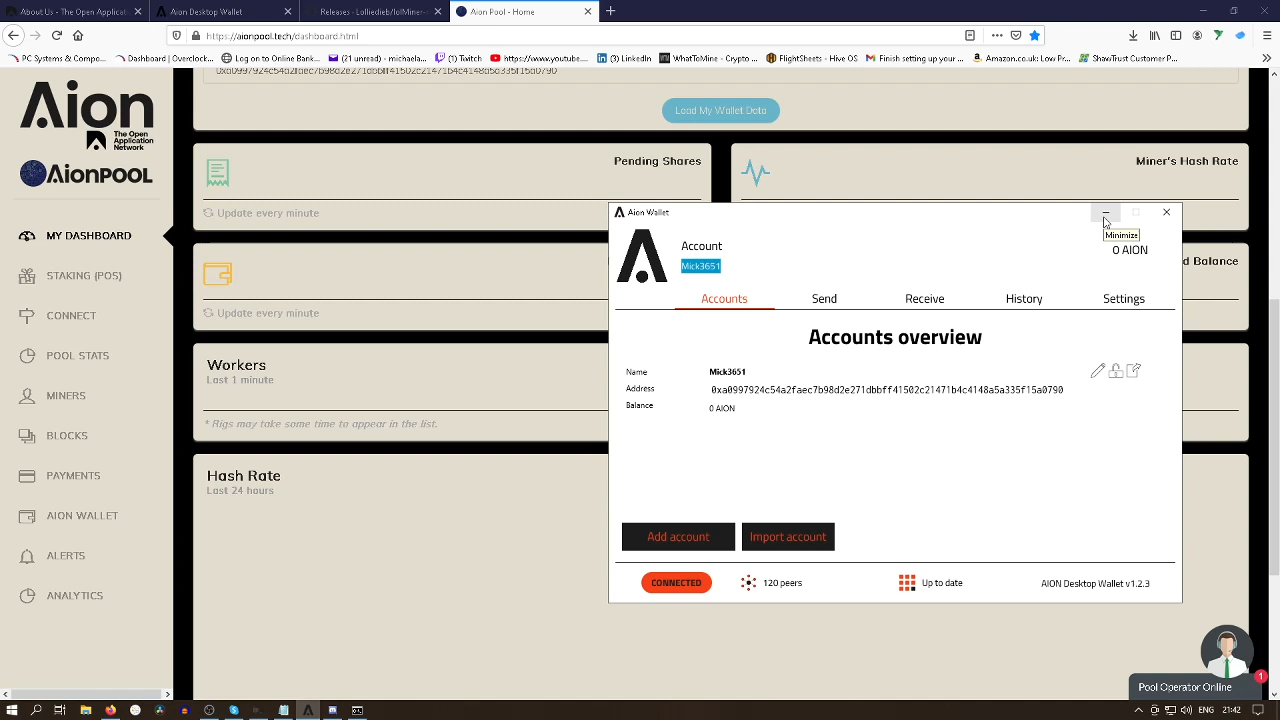 About Us - The Open Applicatio
Aion Desktop Wallet
Releases - Lolliedieb/lolMiner-r
Aion Pool - Home
https://aionpool.tech/dashboard.html
PC Systems & Compo...
Dashboard | Overclock...
Log on to Online Bank...
(21 unread) - michaela...
Twitch
https://www.youtube....
LinkedIn
WhatToMine - Crypto ...
FlightSheets - Hive OS
Finish setting up your ...
Amazon.co.uk: Low Pr...
ShawTrust Customer P...
Aion
The Open
Application
Network
AionPOOL
MY DASHBOARD
STAKING (POS)
CONNECT
POOL STATS
MINERS
BLOCKS
PAYMENTS
AION WALLET
ALERTS
ANALYTICS
Load My Wallet Data
Pending Shares
Update every minute
Miner's Hash Rate
Update every minute
d Balance
Workers
Last 1 minute
* Rigs may take some time to appear in the list.
Hash Rate
Last 24 hours
Aion Wallet
Minimize
Account
Mick3651
0 AION
Accounts
Send
Receive
History
Settings
Accounts overview
Name
Mick3651
Address
0xa0997924c54a2faec7b98d2e271dbbff41502c21471b4c4148a5a335f15a0790
Balance
0 AION
Add account
Import account
CONNECTED
120 peers
Up to date
AION Desktop Wallet v1.2.3
Pool Operator Online
1
ENG
21:42